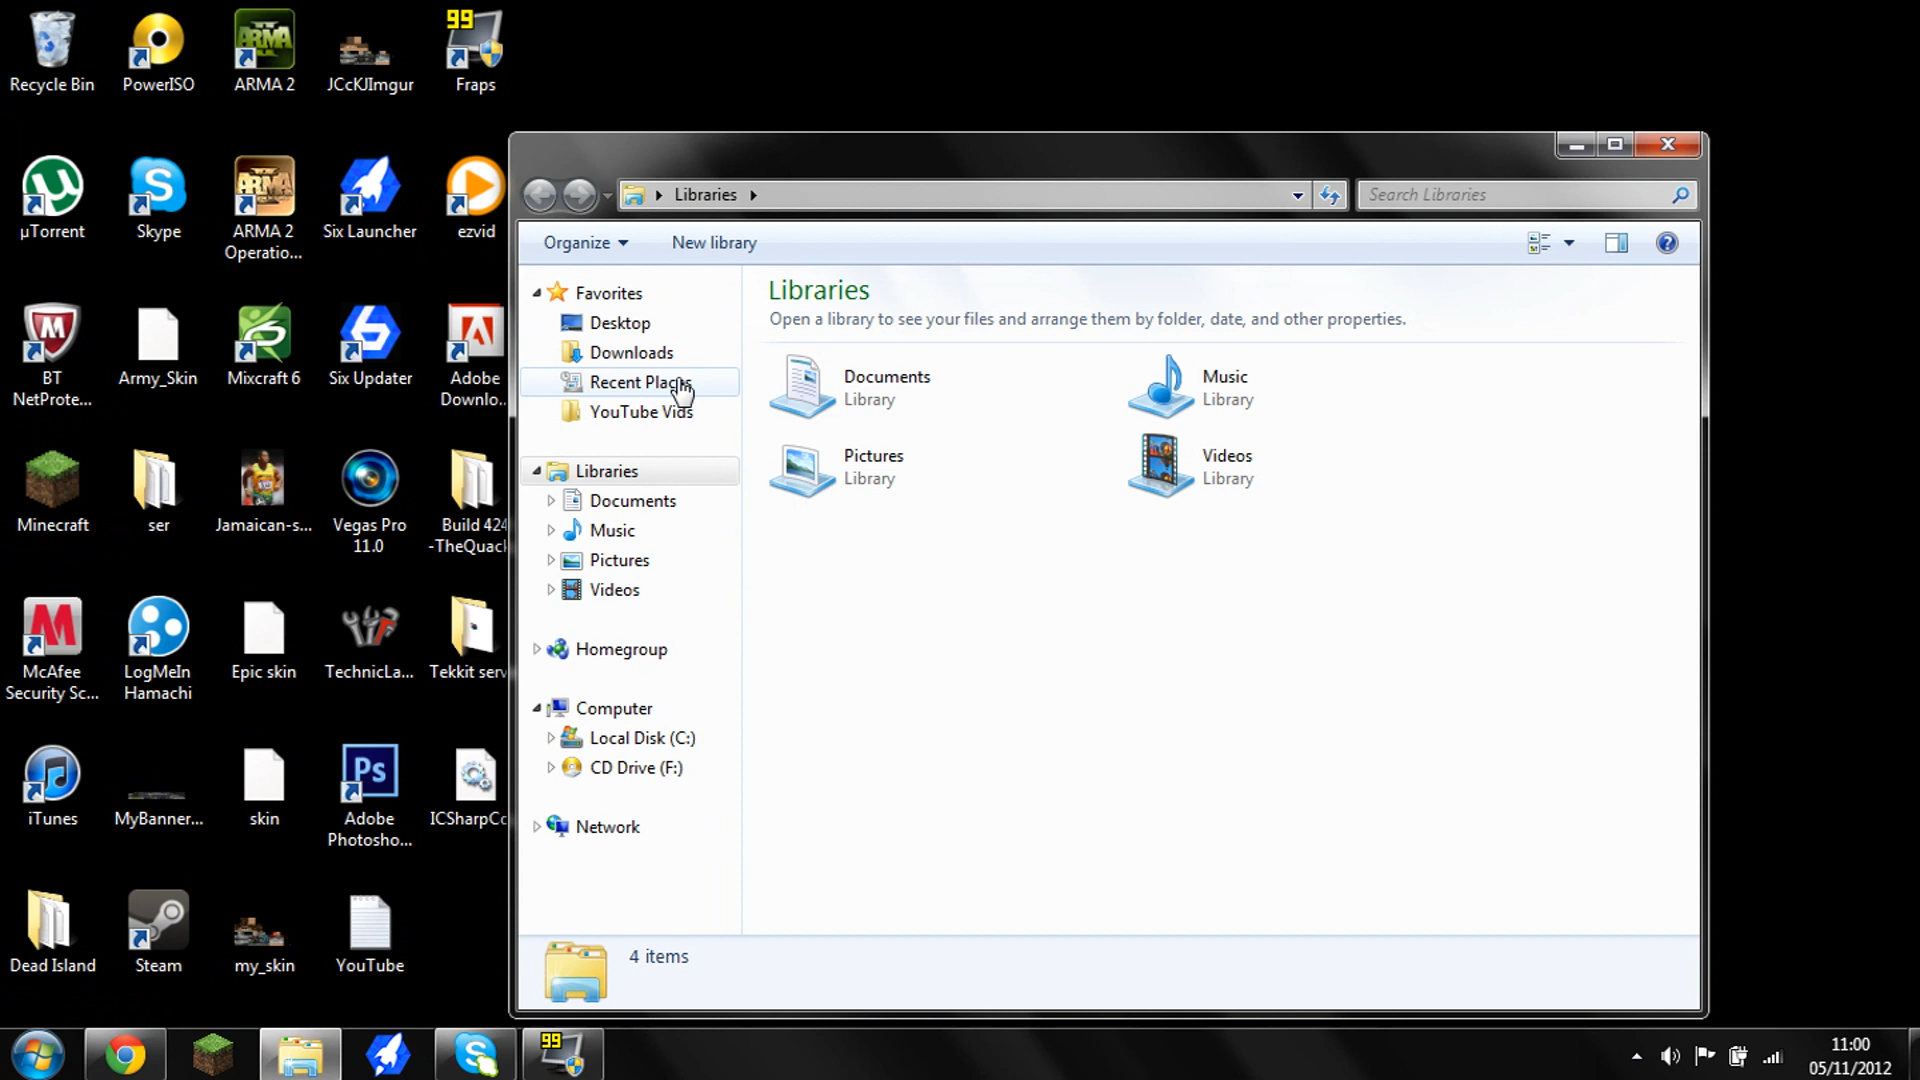 Recycle Bin
PowerISO
ARMA 2
JCcKJImgur
99
Fraps
µTorrent
Skype
ARMA 2
Operatio...
Six Launcher
ezvid
BT
NetProte...
Army_Skin
Mixcraft 6
Six Updater
Adobe
Downlo...
Minecraft
ser
Jamaican-s...
Vegas Pro
11.0
Build 424
-TheQuac
McAfee
Security Sc...
LogMeIn
Hamachi
Epic skin
TechnicLa...
Tekkit serv
iTunes
MyBanner...
skin
Ps
Adobe
Photosho...
ICSharpCo
Dead Island
Steam
my_skin
YouTube
Libraries
Search Libraries
Organize
New library
Favorites
Desktop
Downloads
Recent Places
YouTube Vids
Libraries
Documents
Music
Pictures
Videos
Homegroup
Computer
Local Disk (C:)
CD Drive (F:)
Network
Libraries
Open a library to see your files and arrange them by folder, date, and other properties.
Documents
Library
Music
Library
Pictures
Library
Videos
Library
4 items
99
11:00
05/11/2012